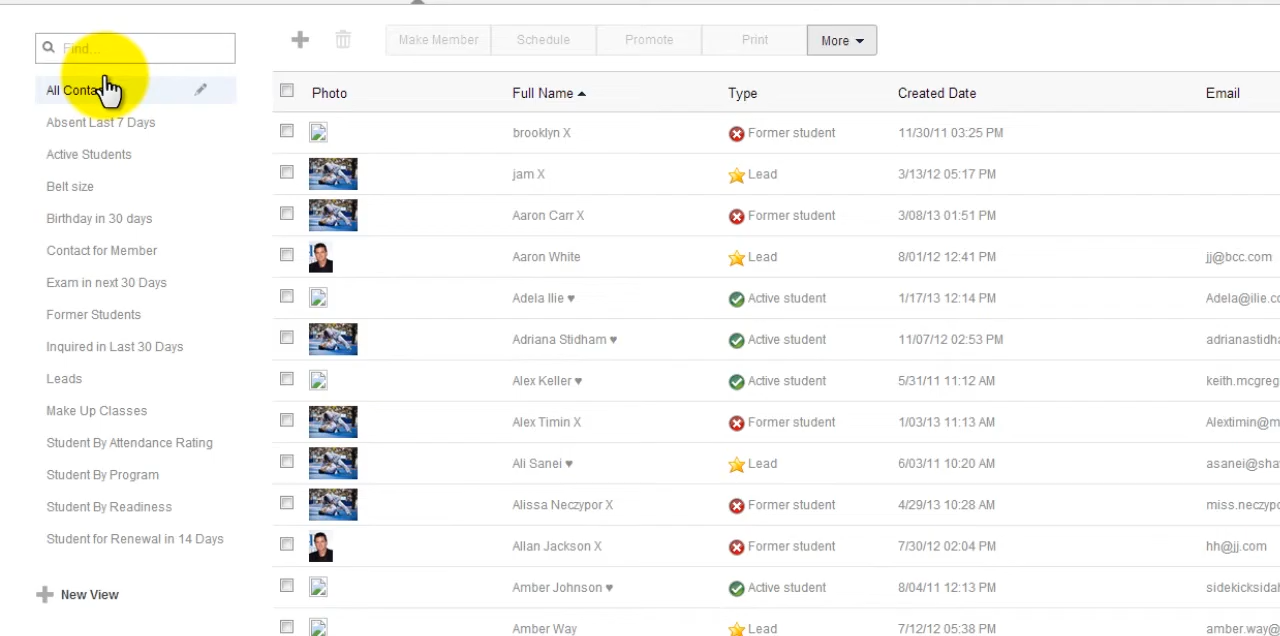 Find...
Make Member Schedule Promote Print More
All Conta
Absent Last 7 Days
Active Students
Belt size
Birthday in 30 days
Contact for Member
Exam in next 30 Days
Former Students
Inquired in Last 30 Days
Leads
Make Up Classes
Student By Attendance Rating
Student By Program
Student By Readiness
Student for Renewal in 14 Days
New View
Photo Full Name Type Created Date Email
brooklyn X Former student 11/30/11 03:25 PM
jam X Lead 3/13/12 05:17 PM
Aaron Carr X Former student 3/08/13 01:51 PM
Aaron White Lead 8/01/12 12:41 PM jj@bcc.com
Adela Ilie ♥ Active student 1/17/13 12:14 PM Adela@ilie.co
Adriana Stidham ♥ Active student 11/07/12 02:53 PM adrianastidha
Alex Keller ♥ Active student 5/31/11 11:12 AM keith.mcgreg
Alex Timin X Former student 1/03/13 11:13 AM Alextimin@m
Ali Sanei ♥ Lead 6/03/11 10:20 AM asanei@sha
Alissa Neczypor X Former student 4/29/13 10:28 AM miss.neczypo
Allan Jackson X Former student 7/30/12 02:04 PM hh@jj.com
Amber Johnson ♥ Active student 8/04/11 12:13 PM sidekicksidah
Amber Way Lead 7/12/12 05:38 PM amber.way@